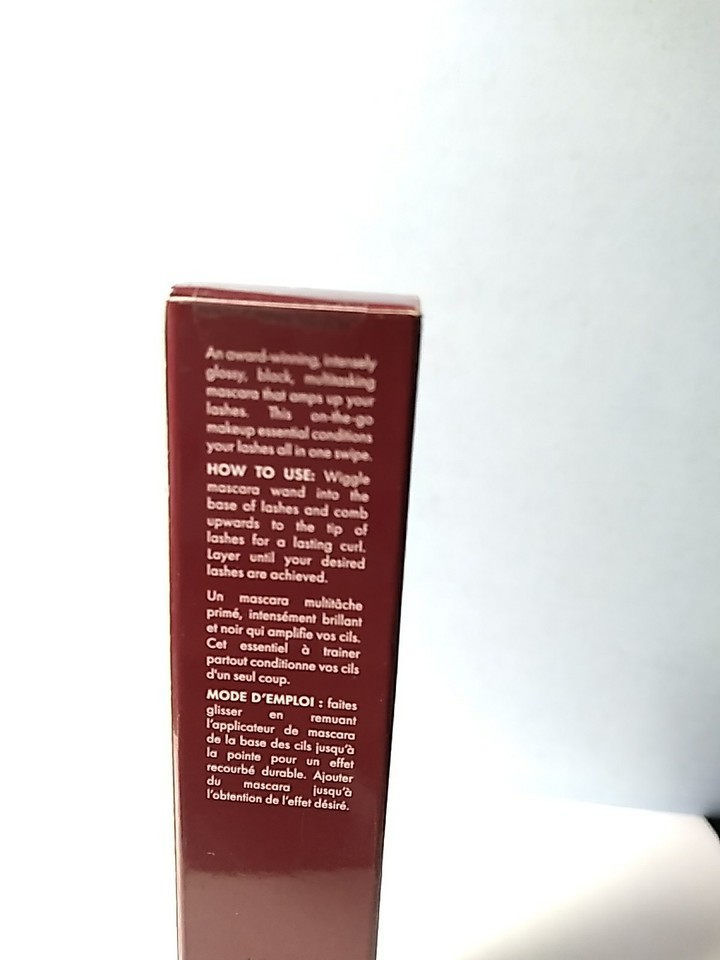 An award-winning, intensely
glossy, black, multitasking
mascara that amps up your
lashes. This on-the-go
makeup essential conditions
your lashes all in one swipe.
HOW TO USE: Wiggle
mascara wand into the
base of lashes and comb
upwards to the tip of
lashes for a lasting curl.
Layer until your desired
lashes are achieved.
Un mascara multitâche
primé, intensément brillant
et noir qui amplifie vos cils.
Cet essentiel à trainer
partout conditionne vos cils
d'un seul coup.
MODE D'EMPLOI : faites
glisser en remuant
l'applicateur de mascara
de la base des cils jusqu'à
la pointe pour un effet
recourbé durable. Ajouter
du mascara jusqu'à
l'obtention de l'effet désiré.